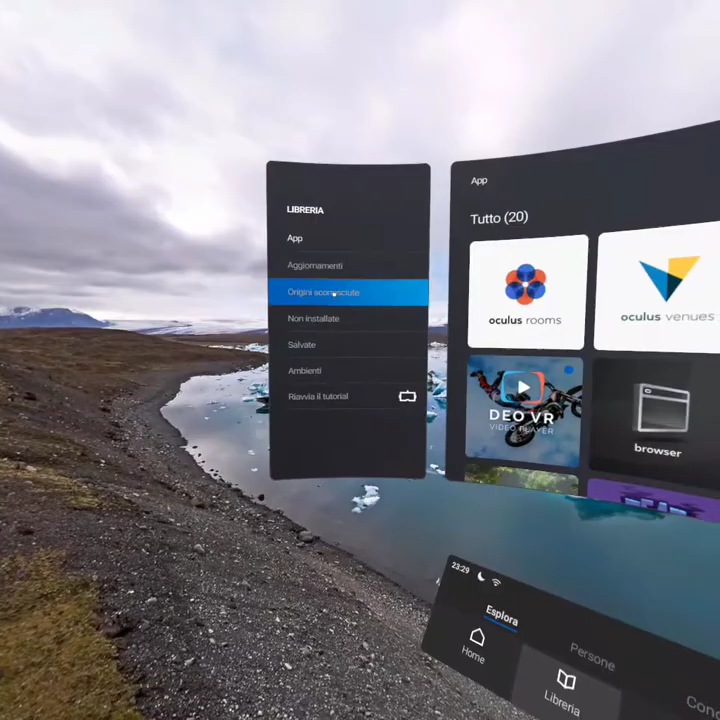 LIBRERIA
App
Aggiornamenti
Origini sconosciute
Non installate
Salvate
Ambienti
Riavvia il tutorial
App
Tutto (20)
oculus rooms
oculus venues
DEO VR
VIDEO PLAYER
browser
23:29
Esplora
Persone
Home
Libreria